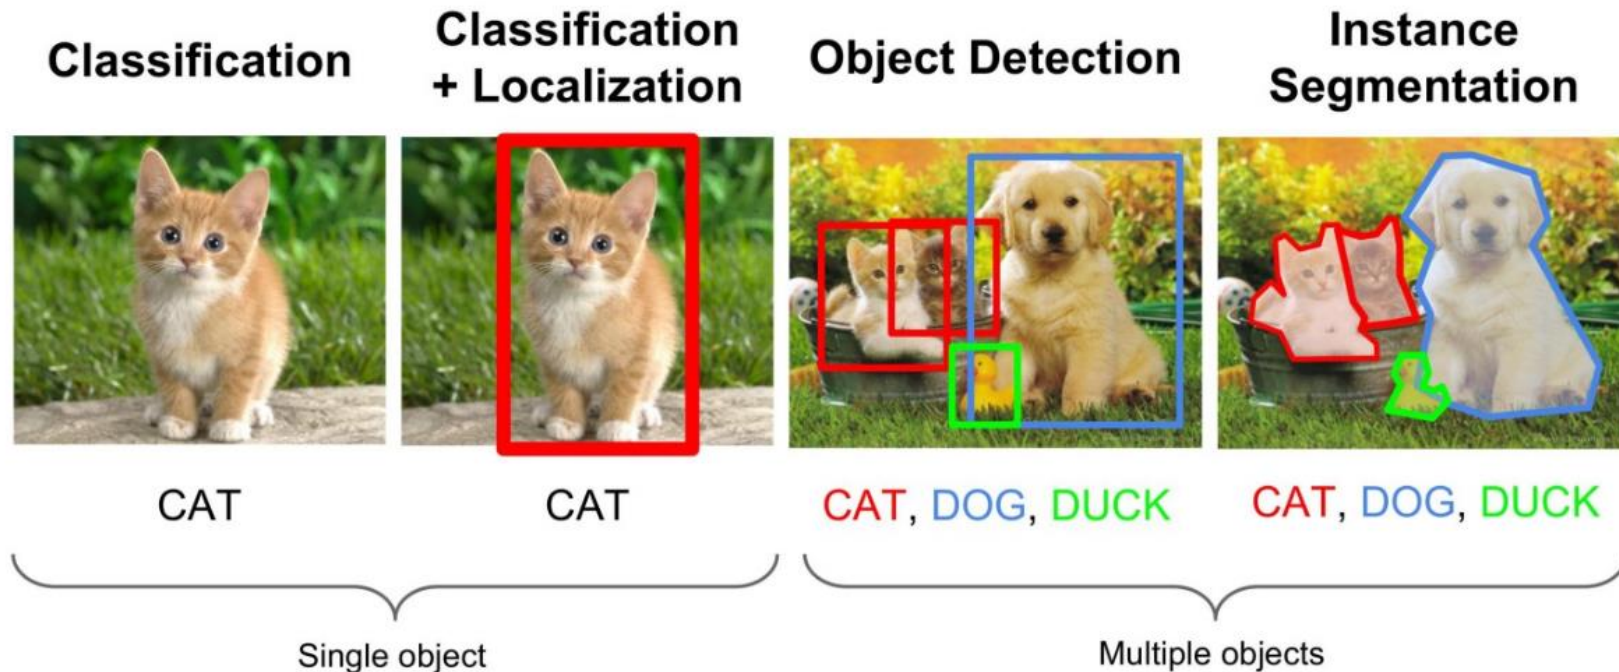 Classification
Classification
+ Localization
Object Detection
Instance
Segmentation
CAT
CAT
CAT, DOG, DUCK
CAT, DOG, DUCK
Single object
Multiple objects